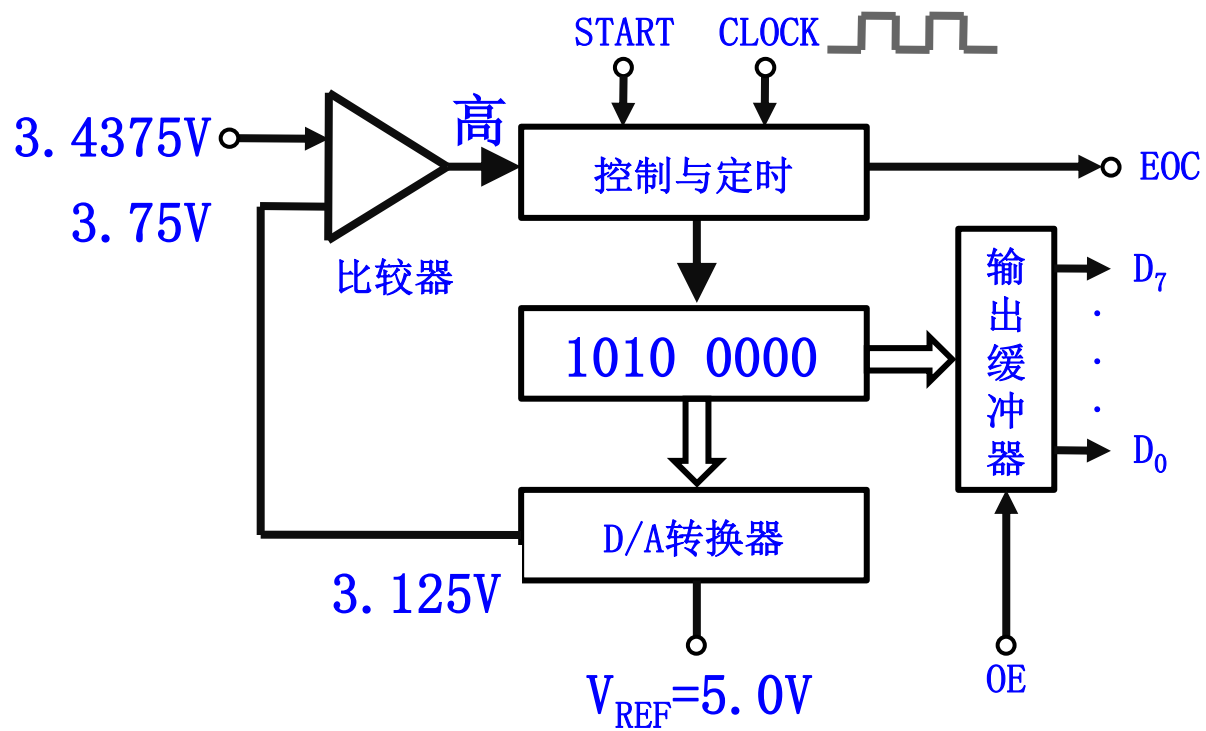 START
CLOCK
3.4375V
高
控制与定时
EOC
3.75V
比较器
输出缓冲器
D7
D0
1010 0000
D/A转换器
3.125V
VREF=5.0V
OE